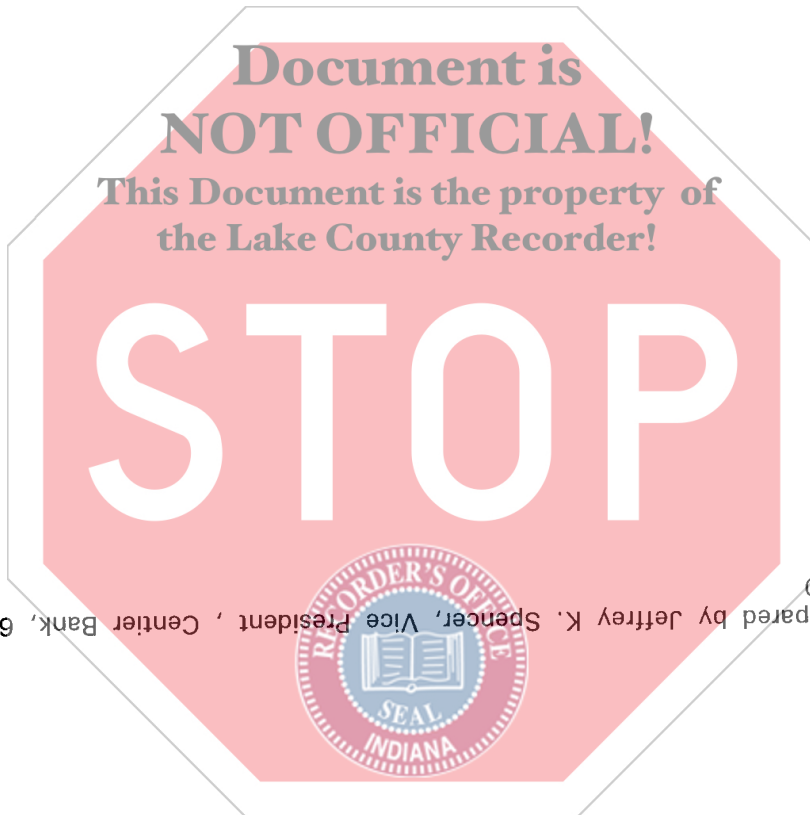 Document is
NOT OFFICIAL!
This Document is the property of
the Lake County Recorder!
STOP
RECORDER'S OFFICE
SEAL
INDIANA
pared by Jeffrey K. Spencer, Vice President , Centier Bank, 6